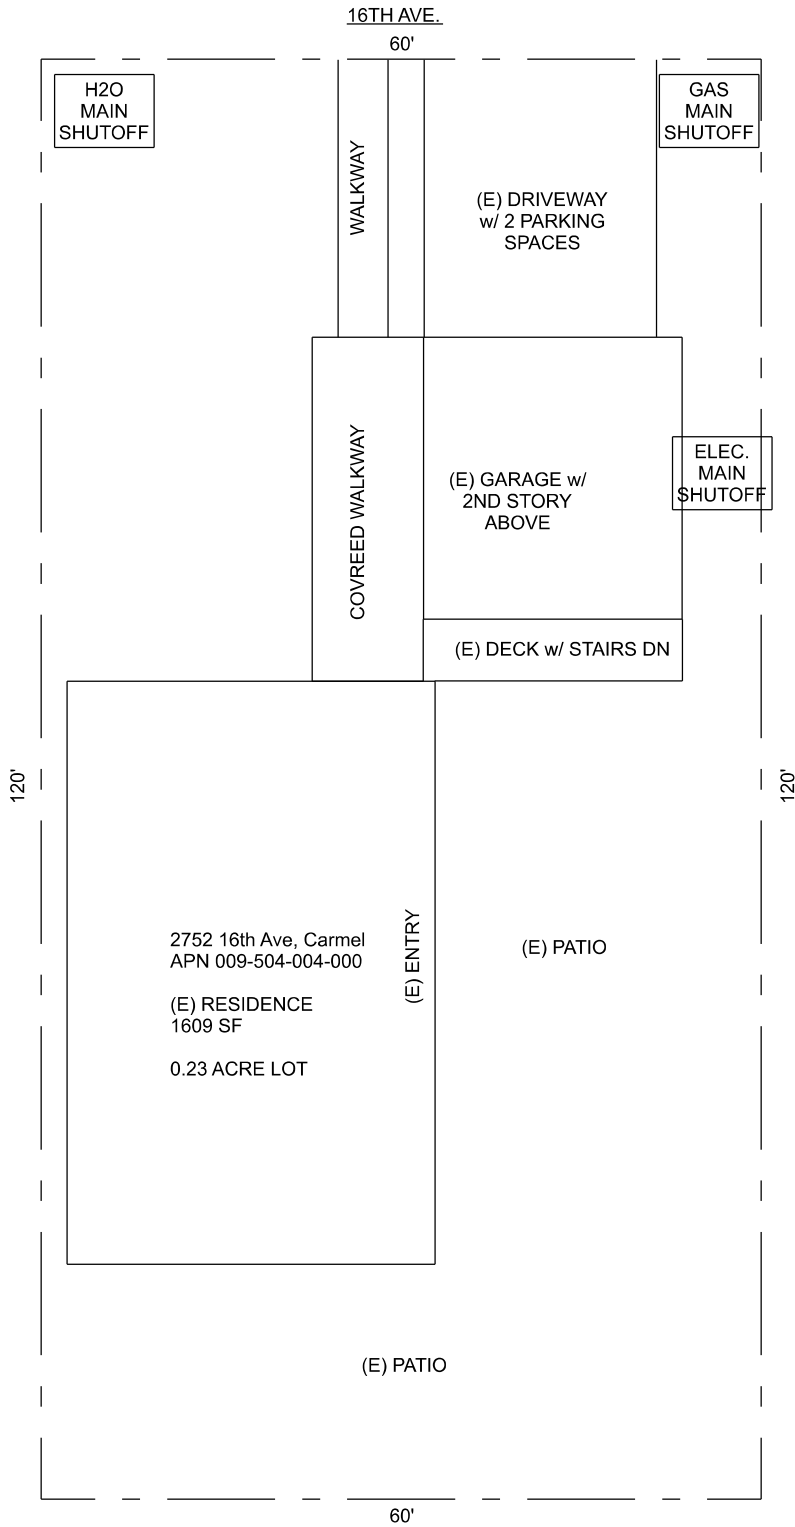 16TH AVE.
60'
H2O
MAIN
SHUTOFF
GAS
MAIN
SHUTOFF
WALKWAY
(E) DRIVEWAY
w/ 2 PARKING
SPACES
COVREED WALKWAY
(E) GARAGE w/
2ND STORY
ABOVE
ELEC.
MAIN
SHUTOFF
(E) DECK w/ STAIRS DN
120'
120'
2752 16th Ave, Carmel
APN 009-504-004-000
(E) RESIDENCE
1609 SF
0.23 ACRE LOT
(E) ENTRY
(E) PATIO
(E) PATIO
60'